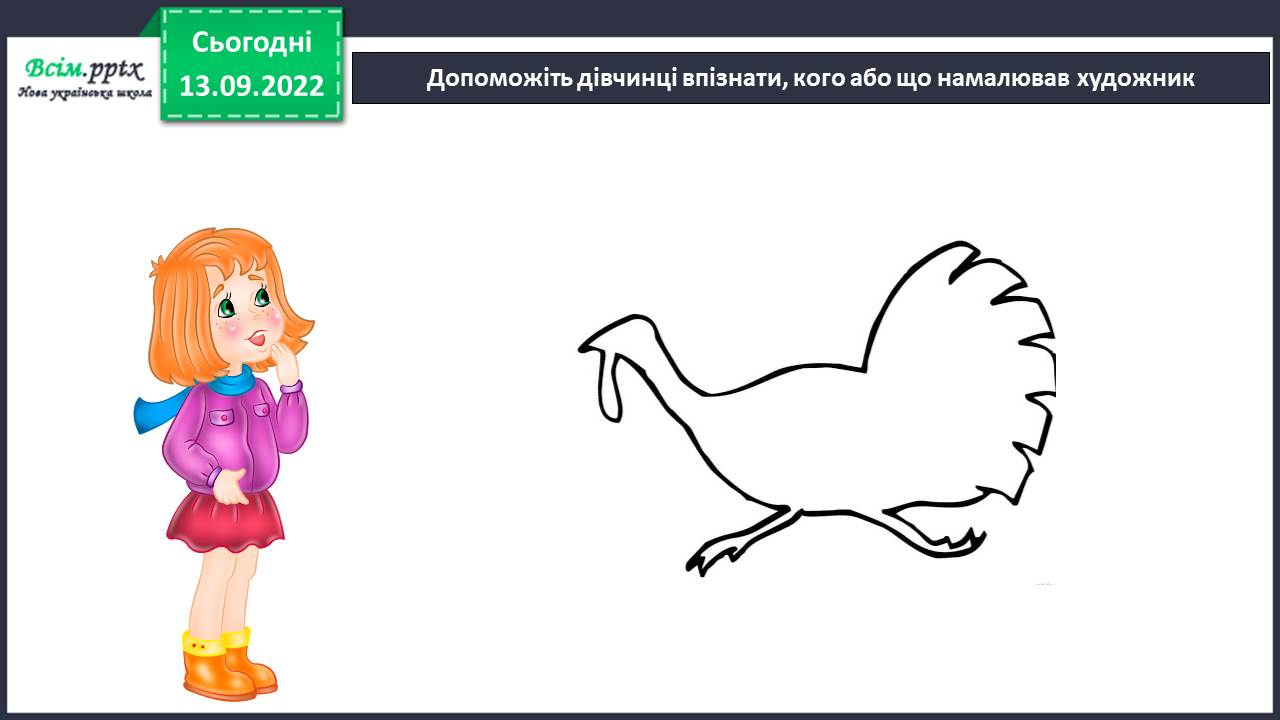 Всім.pptx
Нова українська школа
Сьогодні
13.09.2022
Допоможіть дівчинці впізнати, кого або що намалював художник